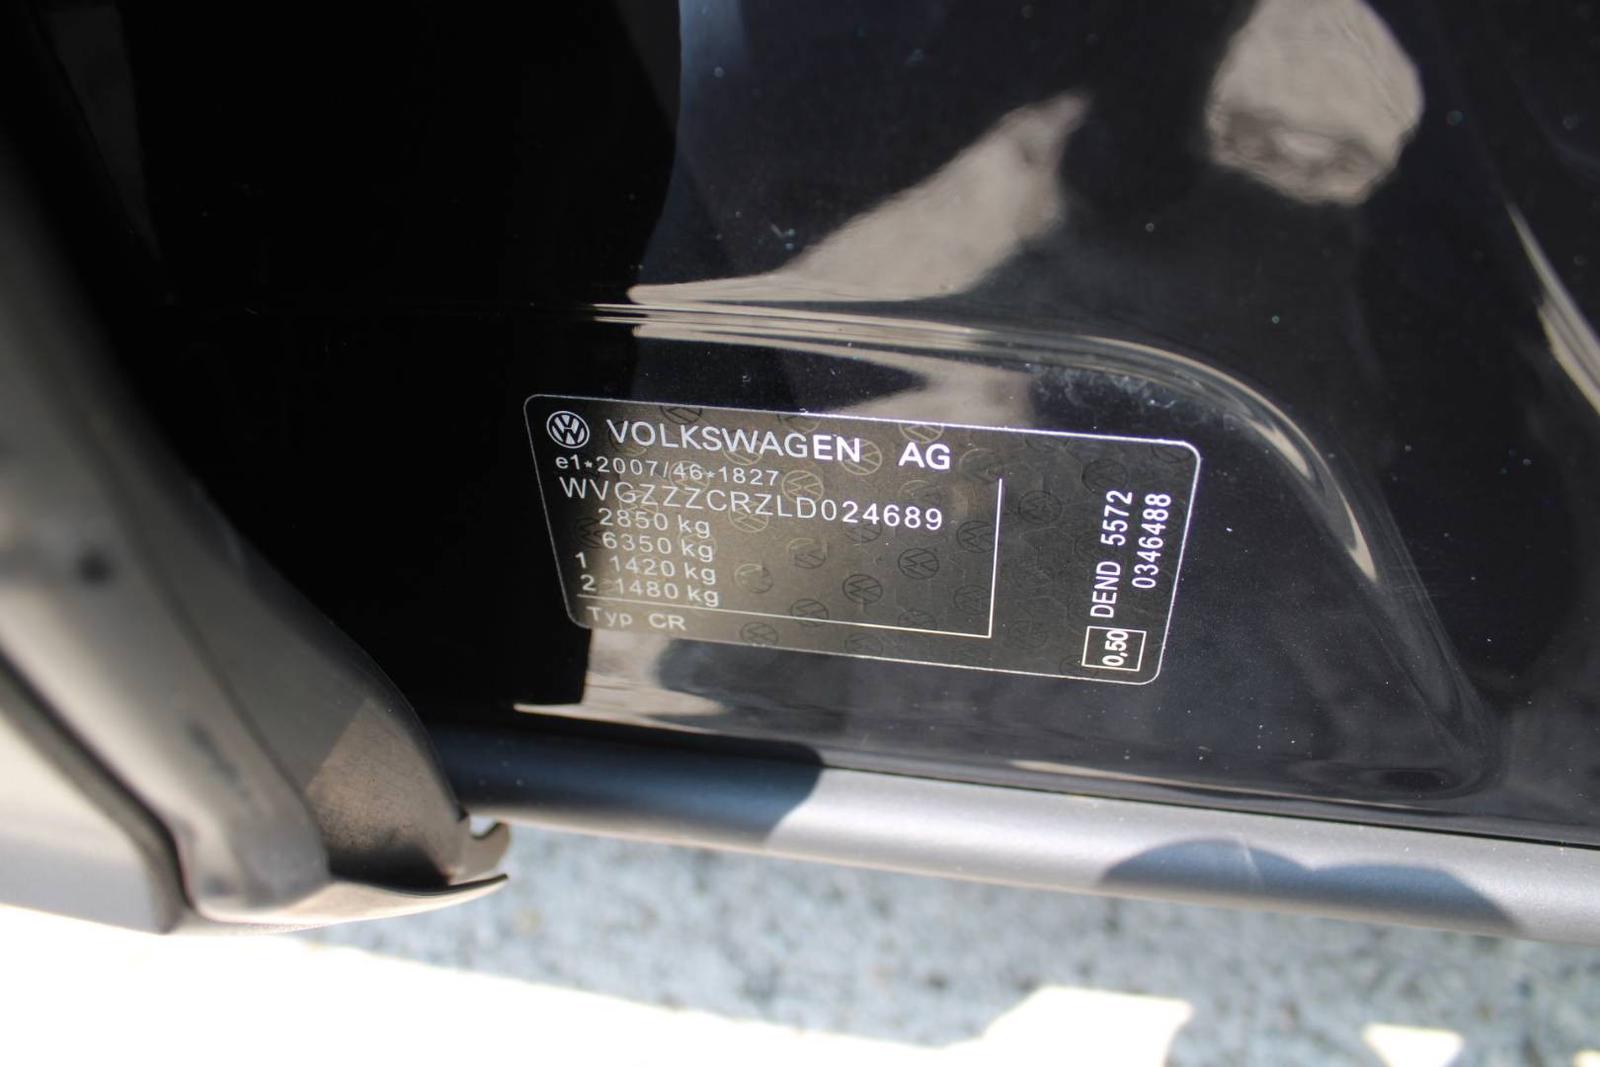 VOLKSWAGEN AG
e1*2007/46*1827
WVGZZZCRZLD024689
2850 kg
6350 kg
1 1420 kg
2 1480 kg
Typ CR
DEND 5572
0346488
0,50